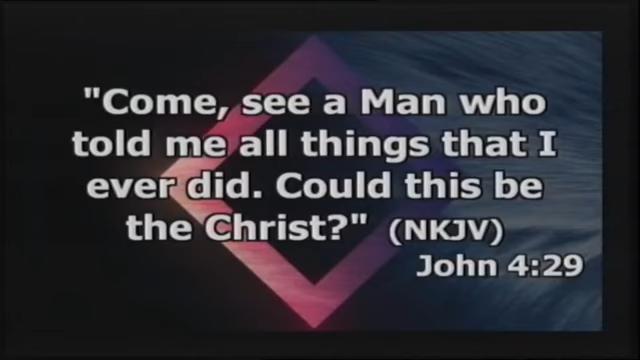 "Come, see a Man who
told me all things that I
ever did. Could this be
the Christ?" (NKJV)
John 4:29